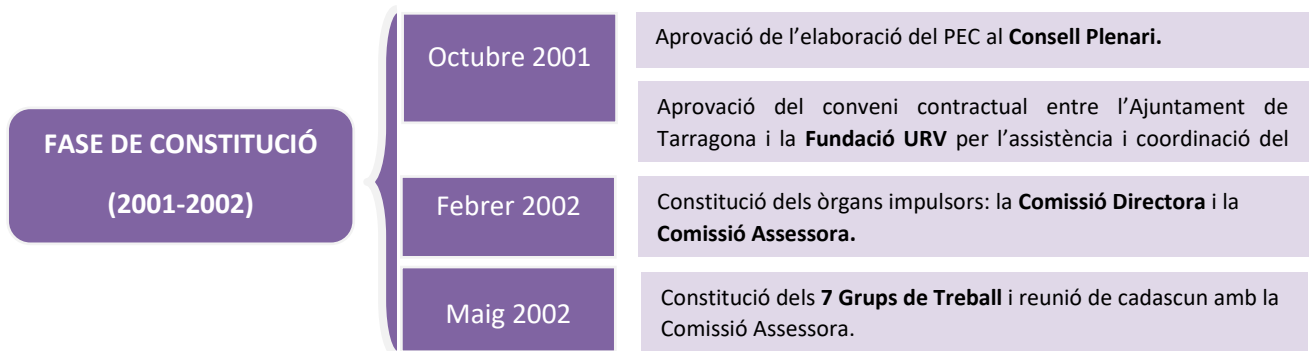 FASE DE CONSTITUCIÓ
(2001-2002)
Octubre 2001
Aprovació de l’elaboració del PEC al Consell Plenari.
Aprovació del conveni contractual entre l’Ajuntament de
Tarragona i la Fundació URV per l’assistència i coordinació del
Febrer 2002
Constitució dels òrgans impulsors: la Comissió Directora i la
Comissió Assessora.
Maig 2002
Constitució dels 7 Grups de Treball i reunió de cadascun amb la
Comissió Assessora.